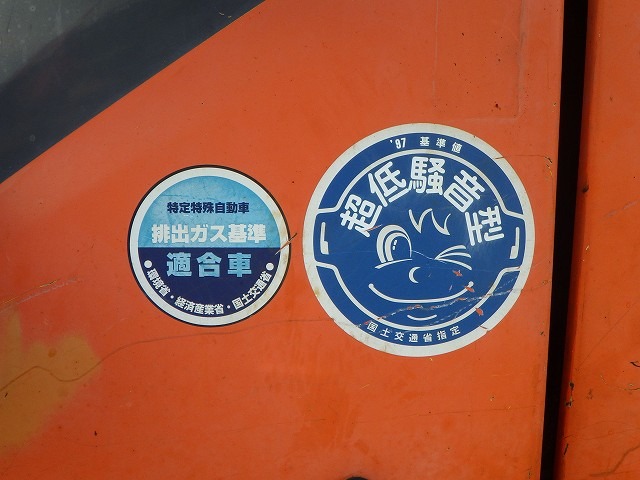 特定特殊自動車
排出ガス基準
適合車
●環境省・経済産業省・国土交通省●
'97 基準値
超低騒音型
国土交通省指定